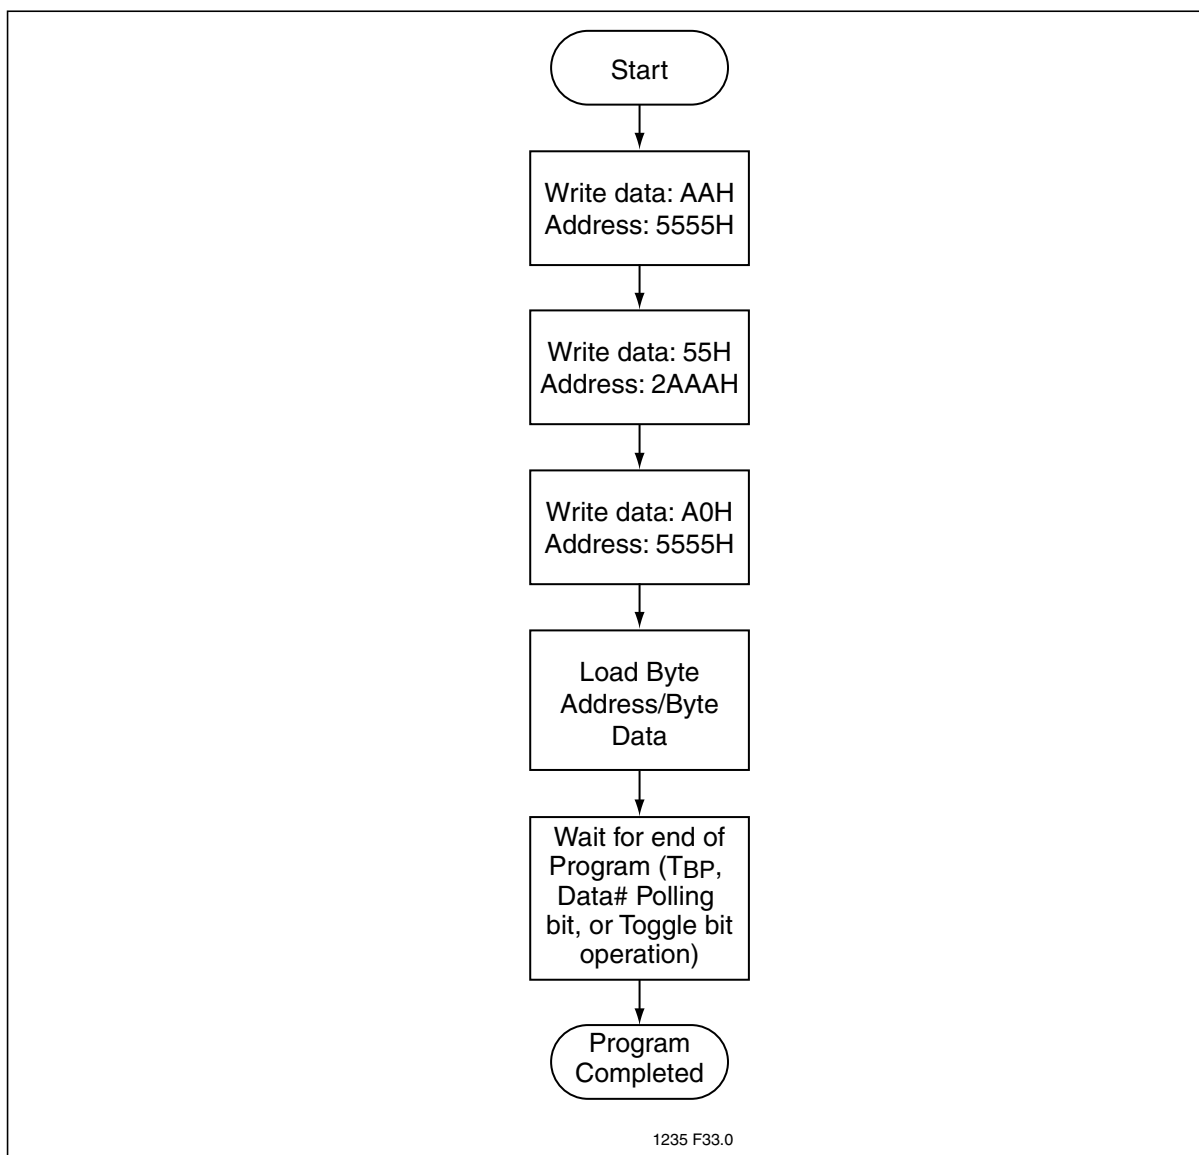 Start
Write data: AAH
Address: 5555H
Write data: 55H
Address: 2AAAH
Write data: A0H
Address: 5555H
Load Byte
Address/Byte
Data
Wait for end of
Program (TBP,
Data# Polling
bit, or Toggle bit
operation)
Program
Completed
1235 F33.0